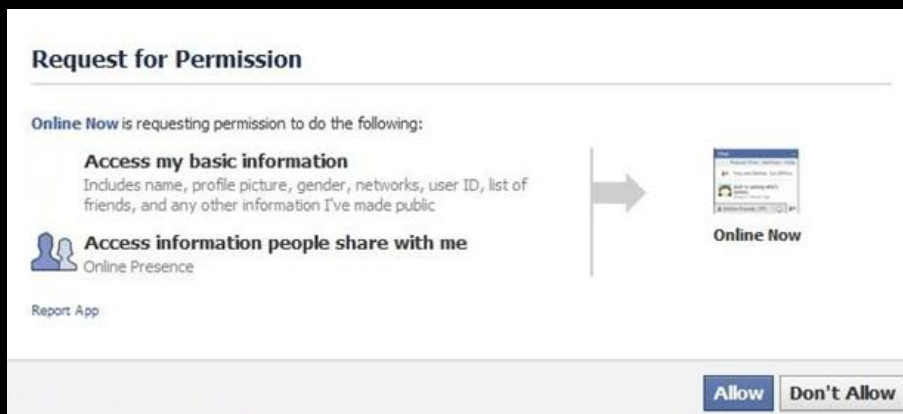 Request for Permission
Online Now is requesting permission to do the following:
Access my basic information
Includes name, profile picture, gender, networks, user ID, list of
friends, and any other information I've made public
Access information people share with me
Online Presence
Online Now
Report App
Allow
Don't Allow